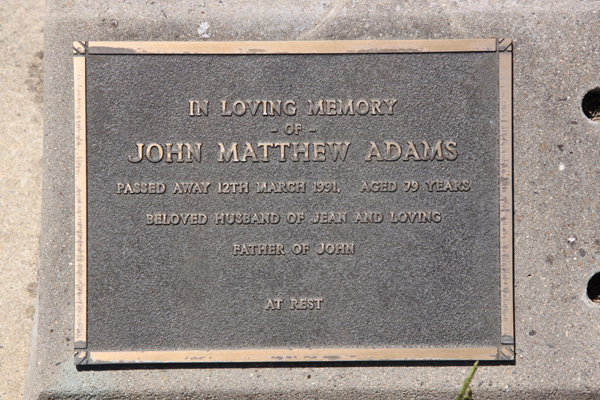 IN LOVING MEMORY
- OF -
JOHN MATTHEW ADAMS
PASSED AWAY 12TH MARCH 1991, AGED 79 YEARS
BELOVED HUSBAND OF JEAN AND LOVING
FATHER OF JOHN
AT REST